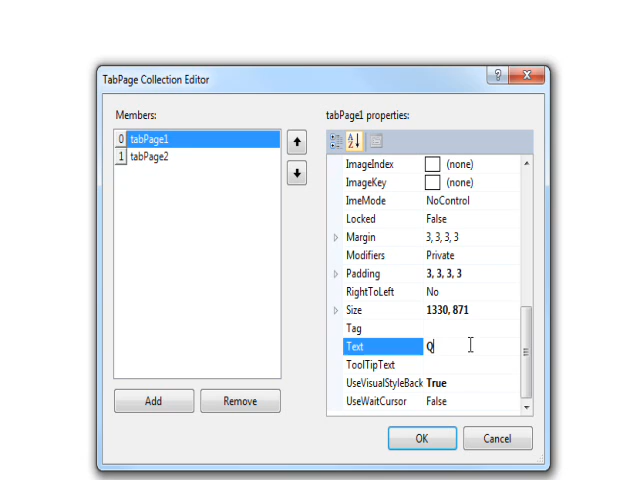 TabPage Collection Editor
Members:
tabPage1 properties:
0 tabPage1
1 tabPage2
ImageIndex (none)
ImageKey (none)
ImeMode NoControl
Locked False
Margin 3, 3, 3, 3
Modifiers Private
Padding 3, 3, 3, 3
RightToLeft No
Size 1330, 871
Tag
Text Q
ToolTipText
UseVisualStyleBack True
UseWaitCursor False
Add Remove
OK Cancel